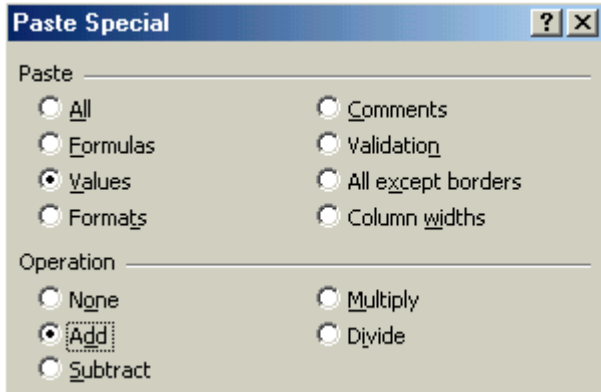 Paste Special ? ×
Paste
All
Comments
Formulas
Validation
Values
All except borders
Formats
Column widths
Operation
None
Multiply
Add
Divide
Subtract